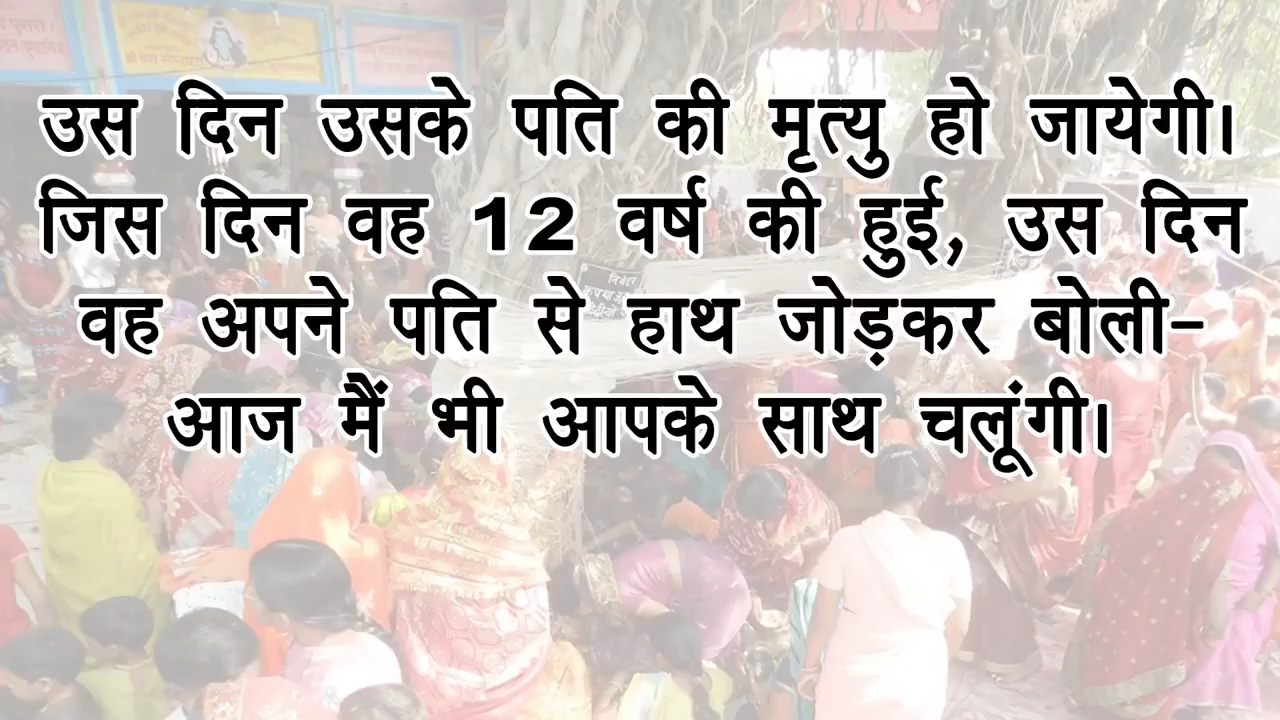 उस दिन उसके पति की मृत्यु हो जायेगी।
जिस दिन वह 12 वर्ष की हुई, उस दिन
वह अपने पति से हाथ जोड़कर बोली-
आज मैं भी आपके साथ चलूंगी।